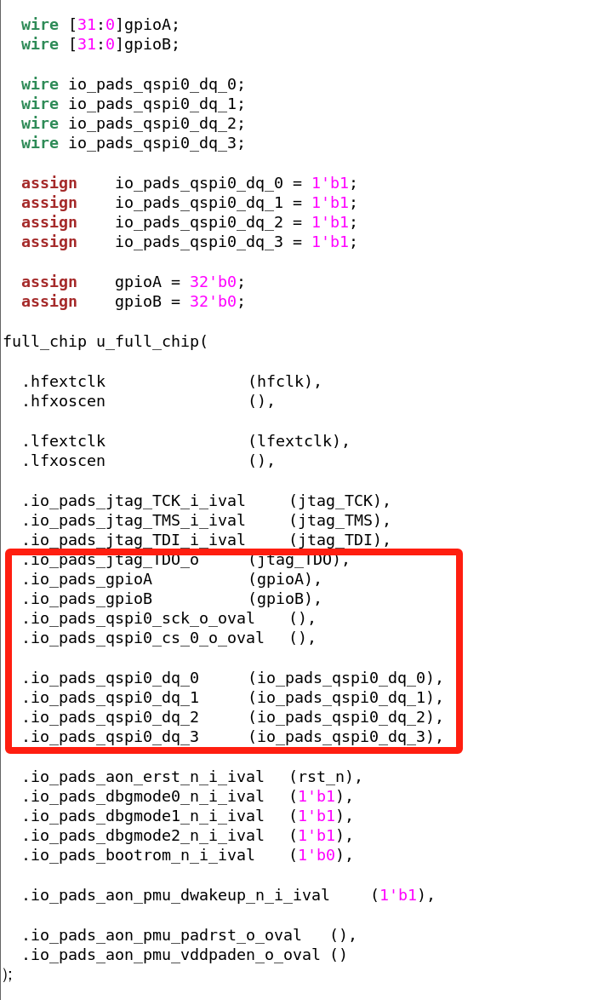 wire [31:0]gpioA;
wire [31:0]gpioB;
wire io_pads_qspi0_dq_0;
wire io_pads_qspi0_dq_1;
wire io_pads_qspi0_dq_2;
wire io_pads_qspi0_dq_3;
assign    io_pads_qspi0_dq_0 = 1'b1;
assign    io_pads_qspi0_dq_1 = 1'b1;
assign    io_pads_qspi0_dq_2 = 1'b1;
assign    io_pads_qspi0_dq_3 = 1'b1;
assign    gpioA = 32'b0;
assign    gpioB = 32'b0;
full_chip u_full_chip(
.hfextclk    (hfclk),
.hfxoscen    (),
.lfextclk    (lfextclk),
.lfxoscen    (),
.io_pads_jtag_TCK_i_ival    (jtag_TCK),
.io_pads_jtag_TMS_i_ival    (jtag_TMS),
.io_pads_jtag_TDI_i_ival    (jtag_TDI),
.io_pads_jtag_TDO_o    (jtag_TDO),
.io_pads_gpioA    (gpioA),
.io_pads_gpioB    (gpioB),
.io_pads_qspi0_sck_o_oval    (),
.io_pads_qspi0_cs_0_o_oval    (),
.io_pads_qspi0_dq_0    (io_pads_qspi0_dq_0),
.io_pads_qspi0_dq_1    (io_pads_qspi0_dq_1),
.io_pads_qspi0_dq_2    (io_pads_qspi0_dq_2),
.io_pads_qspi0_dq_3    (io_pads_qspi0_dq_3),
.io_pads_aon_erst_n_i_ival    (rst_n),
.io_pads_dbgmode0_n_i_ival    (1'b1),
.io_pads_dbgmode1_n_i_ival    (1'b1),
.io_pads_dbgmode2_n_i_ival    (1'b1),
.io_pads_bootrom_n_i_ival    (1'b0),
.io_pads_aon_pmu_dwakeup_n_i_ival    (1'b1),
.io_pads_aon_pmu_padrst_o_oval    (),
.io_pads_aon_pmu_vddpaden_o_oval ()
);